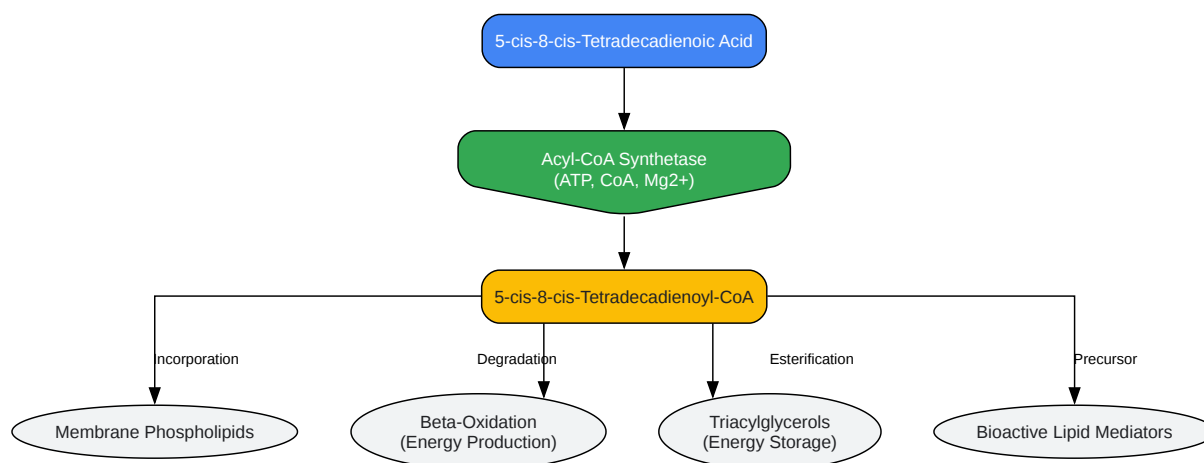 5-cis-8-cis-Tetradecadienoic Acid
Acyl-CoA Synthetase
(ATP, CoA, Mg2+)
5-cis-8-cis-Tetradecadienoyl-CoA
Incorporation
Degradation
Esterification
Precursor
Membrane Phospholipids
Beta-Oxidation
(Energy Production)
Triacylglycerols
(Energy Storage)
Bioactive Lipid Mediators